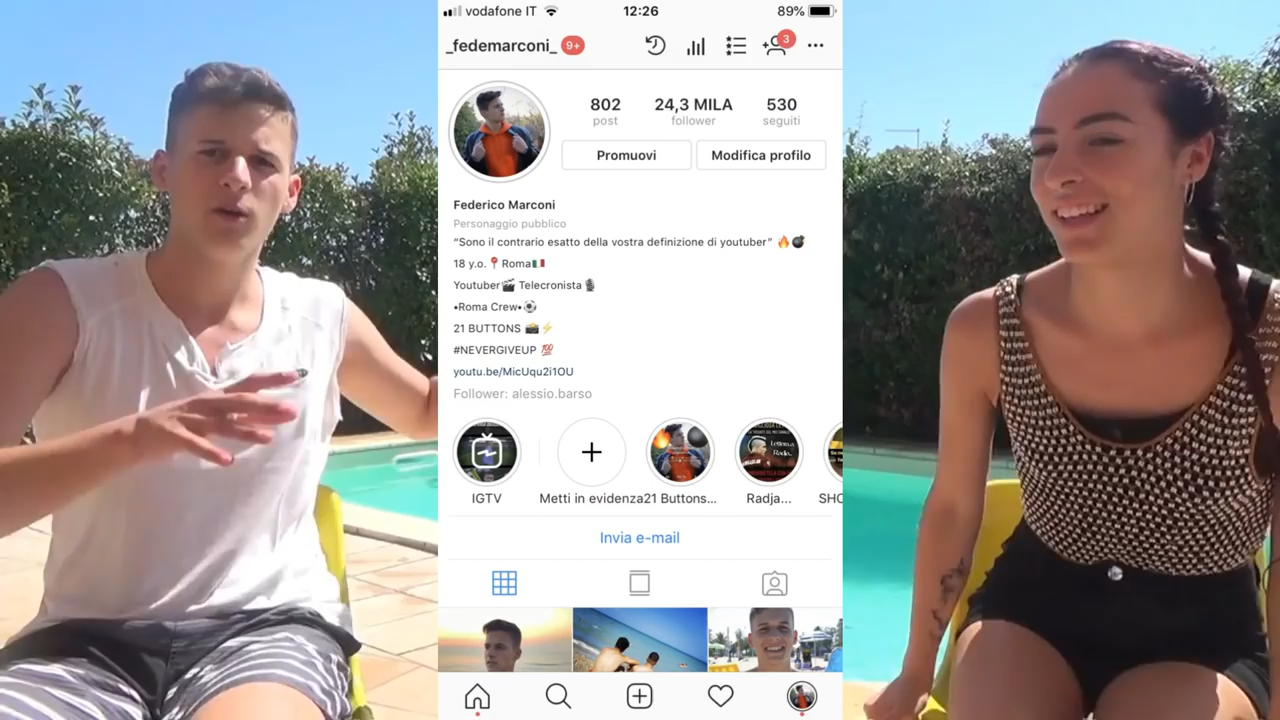 vodafone IT 12:26 89%
_fedemarconi_ 9+ 3
802 24,3 MILA 530
post follower seguiti
Promuovi Modifica profilo
Federico Marconi
Personaggio pubblico
“Sono il contrario esatto della vostra definizione di youtuber” 🔥💣
18 y.o.📍Roma🇮🇹
Youtuber🎬 Telecronista🎙
•Roma Crew•⚽
21 BUTTONS 📸⚡
#NEVERGIVEUP 💯
youtu.be/MicUqu2i1OU
Follower: alessio.barso
IGTV Metti in evidenza 21 Buttons... Radja... SHO
Invia e-mail